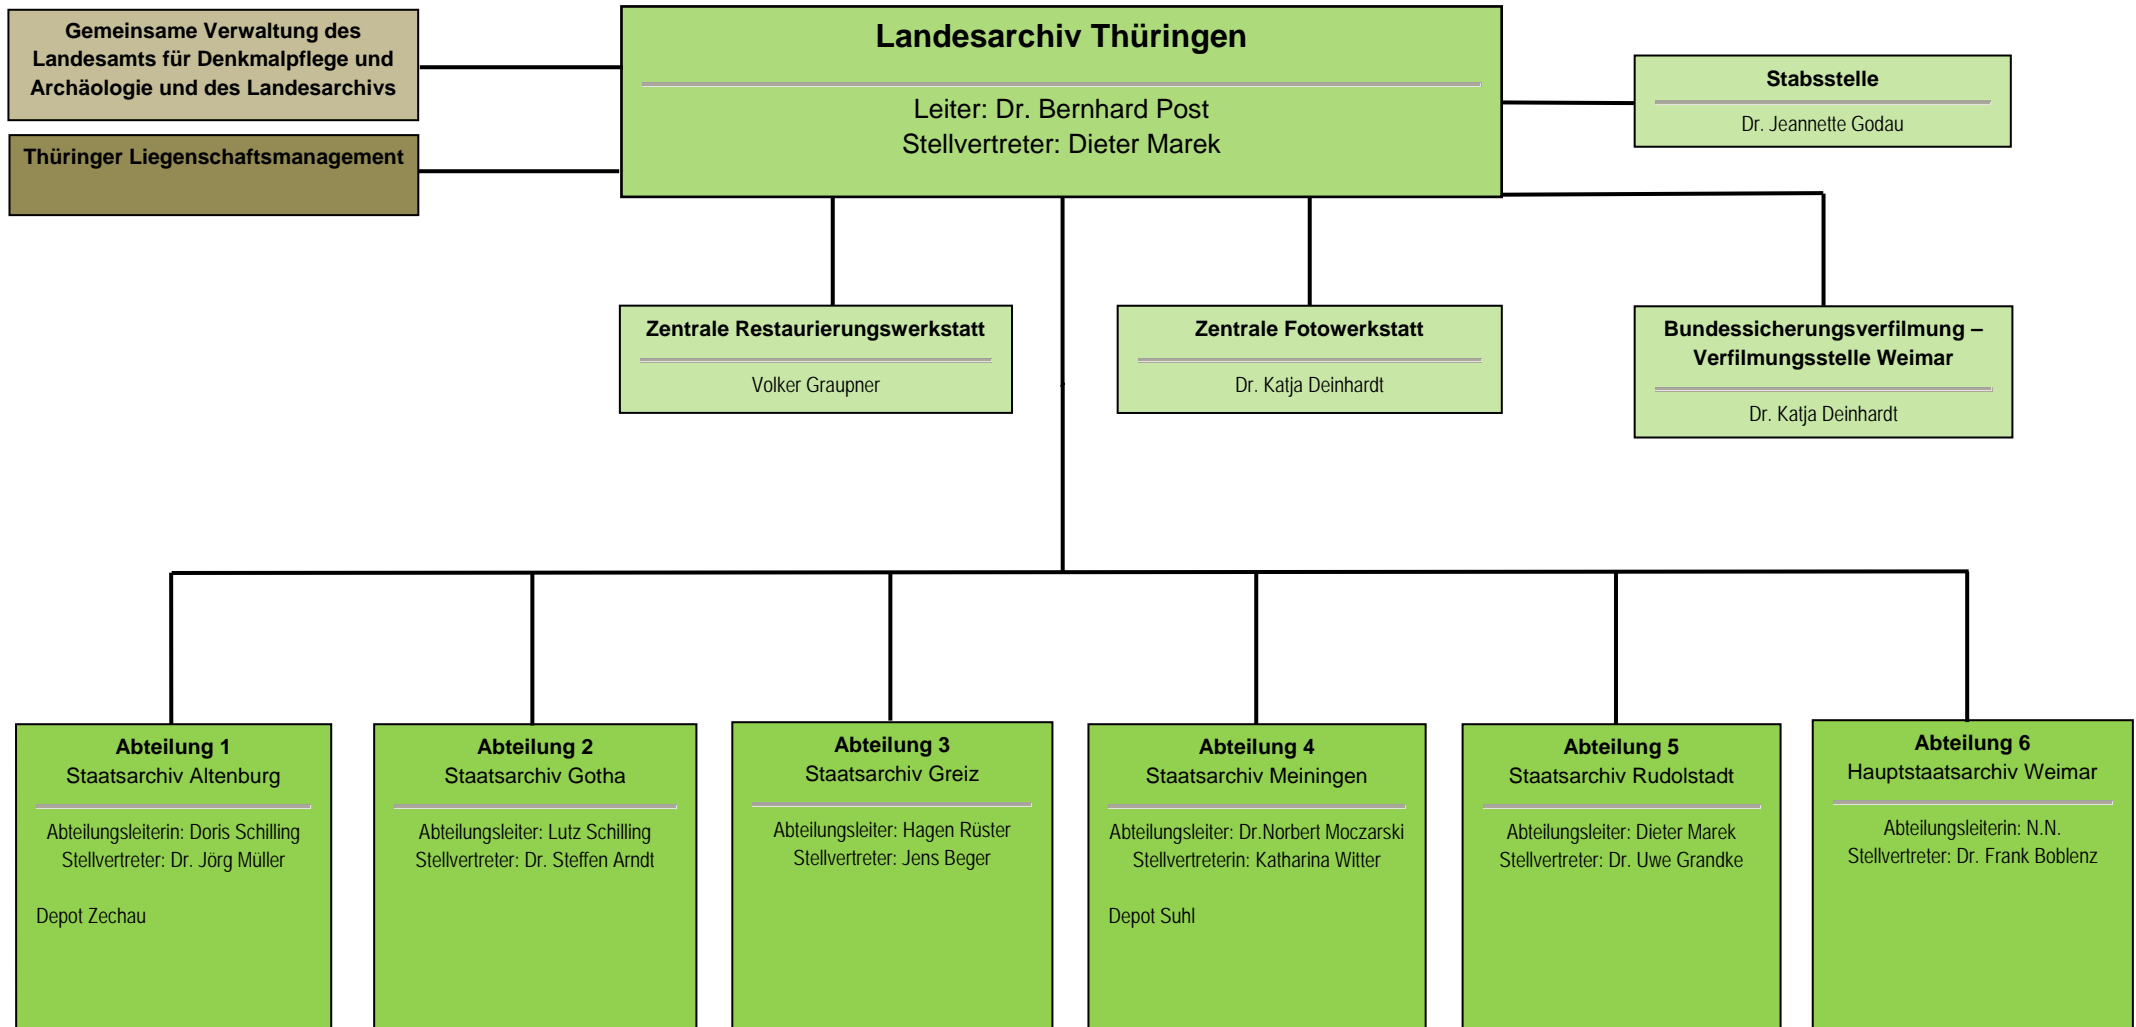 Gemeinsame Verwaltung des
Landesamts für Denkmalpflege und
Archäologie und des Landesarchivs
Thüringer Liegenschaftsmanagement
Landesarchiv Thüringen
Leiter: Dr. Bernhard Post
Stellvertreter: Dieter Marek
Stabsstelle
Dr. Jeannette Godau
Zentrale Restaurierungswerkstatt
Volker Graupner
Zentrale Fotowerkstatt
Dr. Katja Deinhardt
Bundessicherungsverfilmung –
Verfilmungsstelle Weimar
Dr. Katja Deinhardt
Abteilung 1
Staatsarchiv Altenburg
Abteilungsleiterin: Doris Schilling
Stellvertreter: Dr. Jörg Müller
Depot Zechau
Abteilung 2
Staatsarchiv Gotha
Abteilungsleiter: Lutz Schilling
Stellvertreter: Dr. Steffen Arndt
Abteilung 3
Staatsarchiv Greiz
Abteilungsleiter: Hagen Rüster
Stellvertreter: Jens Beger
Abteilung 4
Staatsarchiv Meiningen
Abteilungsleiter: Dr.Norbert Moczarski
Stellvertreterin: Katharina Witter
Depot Suhl
Abteilung 5
Staatsarchiv Rudolstadt
Abteilungsleiter: Dieter Marek
Stellvertreter: Dr. Uwe Grandke
Abteilung 6
Hauptstaatsarchiv Weimar
Abteilungsleiterin: N.N.
Stellvertreter: Dr. Frank Boblenz